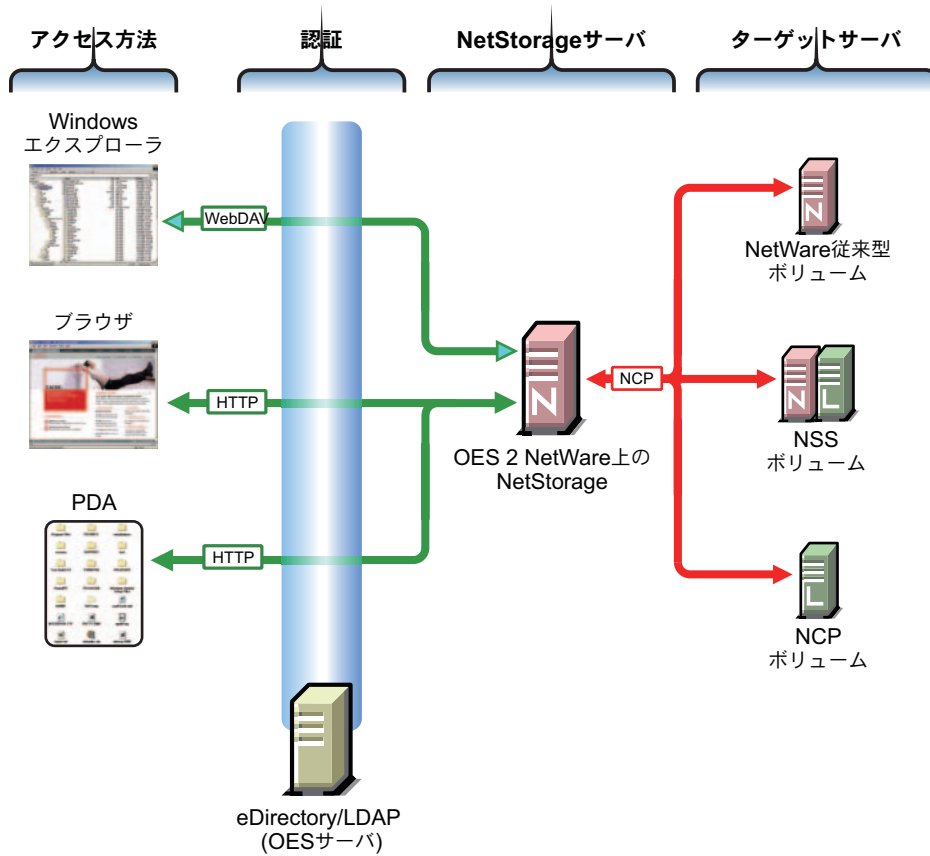 アクセス方法
認証
NetStorageサーバ
ターゲットサーバ
Windows
エクスプローラ
WebDAV
ブラウザ
HTTP
PDA
HTTP
eDirectory/LDAP
(OESサーバ)
N
OES 2 NetWare上の
NetStorage
NCP
N
NetWare従来型
ボリューム
N
L
NSS
ボリューム
L
NCP
ボリューム